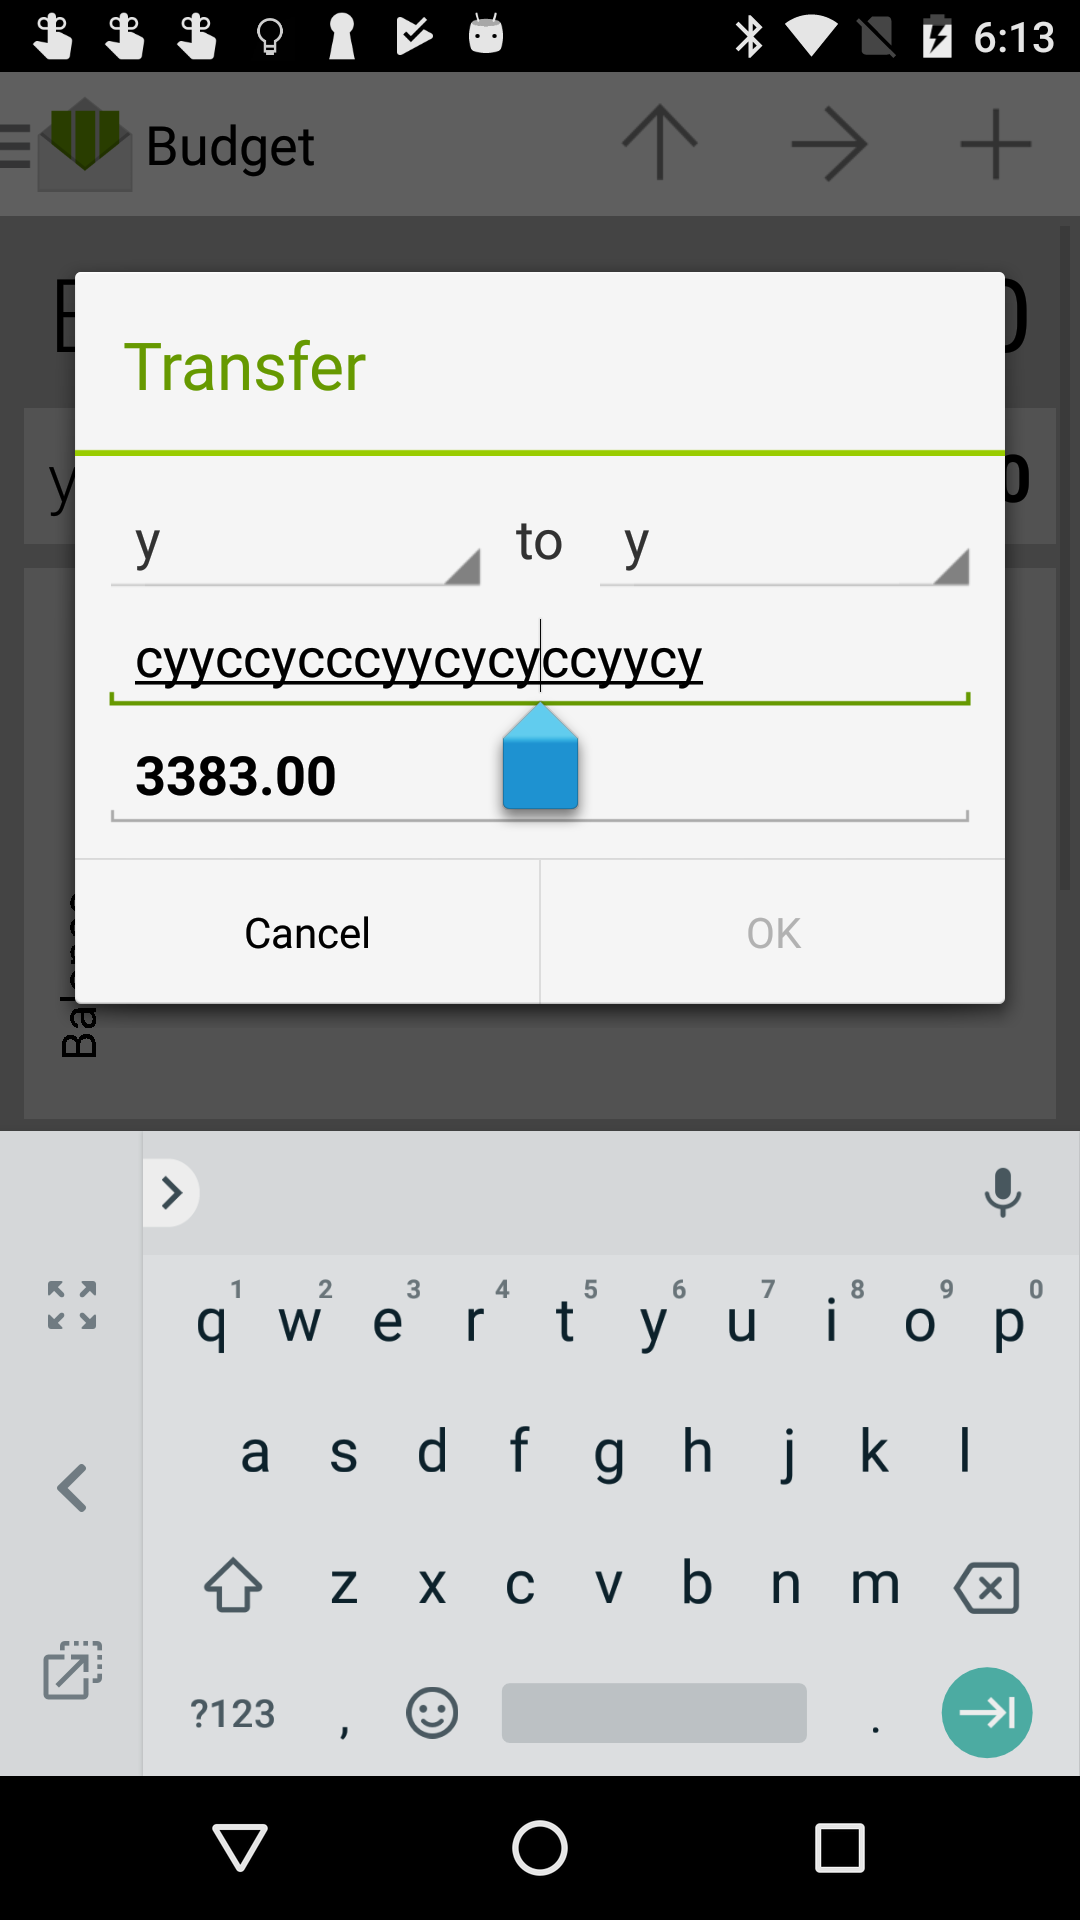 6:13
Budget
Transfer
y to y
cyyccycccyycycyccyycy
3383.00
Cancel OK
q 1 w 2 e 3 r 4 t 5 y 6 u 7 i 8 o 9 p 0
a s d f g h j k l
z x c v b n m
?123 , .